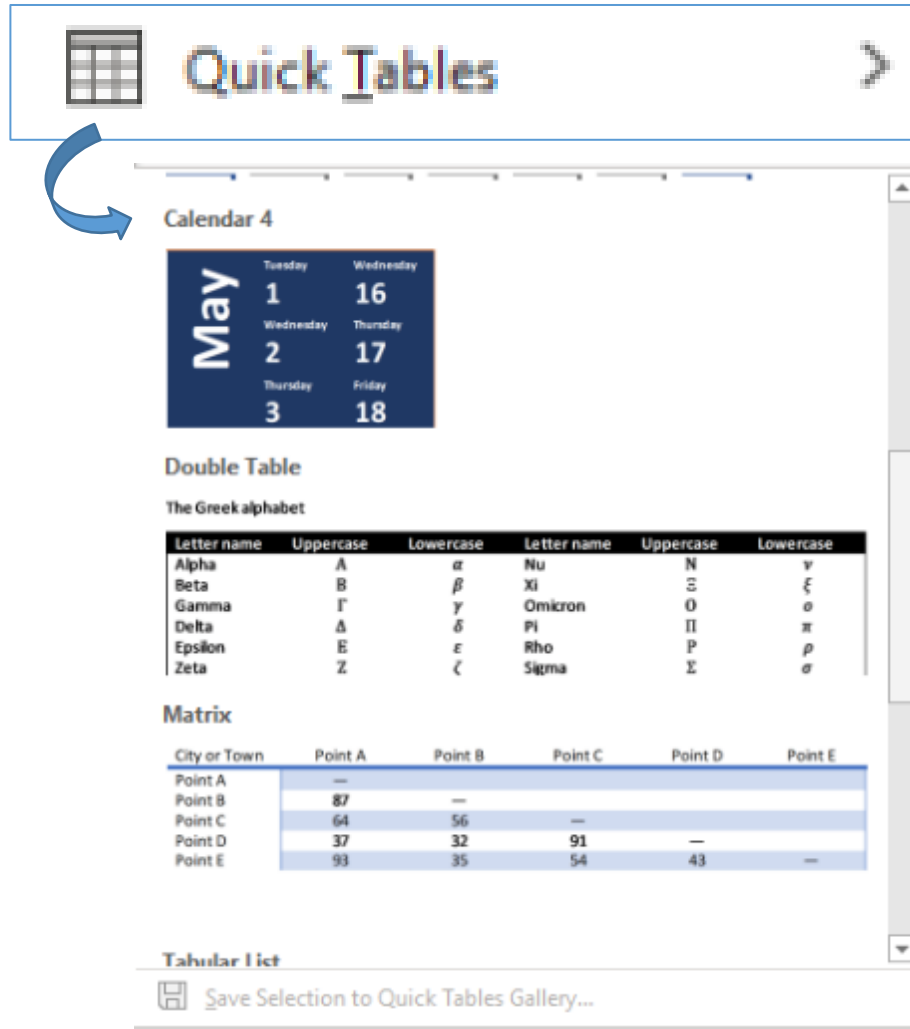 Quick Tables
Calendar 4
May
Tuesday Wednesday
1 16
Wednesday Thursday
2 17
Thursday Friday
3 18
Double Table
The Greek alphabet
Letter name Uppercase Lowercase Letter name Uppercase Lowercase
Alpha Α α Nu Ν ν
Beta Β β Xi Ξ ξ
Gamma Γ γ Omicron Ο ο
Delta Δ δ Pi Π π
Epsilon Ε ε Rho Ρ ρ
Zeta Ζ ζ Sigma Σ σ
Matrix
City or Town Point A Point B Point C Point D Point E
Point A —
Point B 87 —
Point C 64 56 —
Point D 37 32 91 —
Point E 93 35 54 43 —
Tabular List
Save Selection to Quick Tables Gallery...